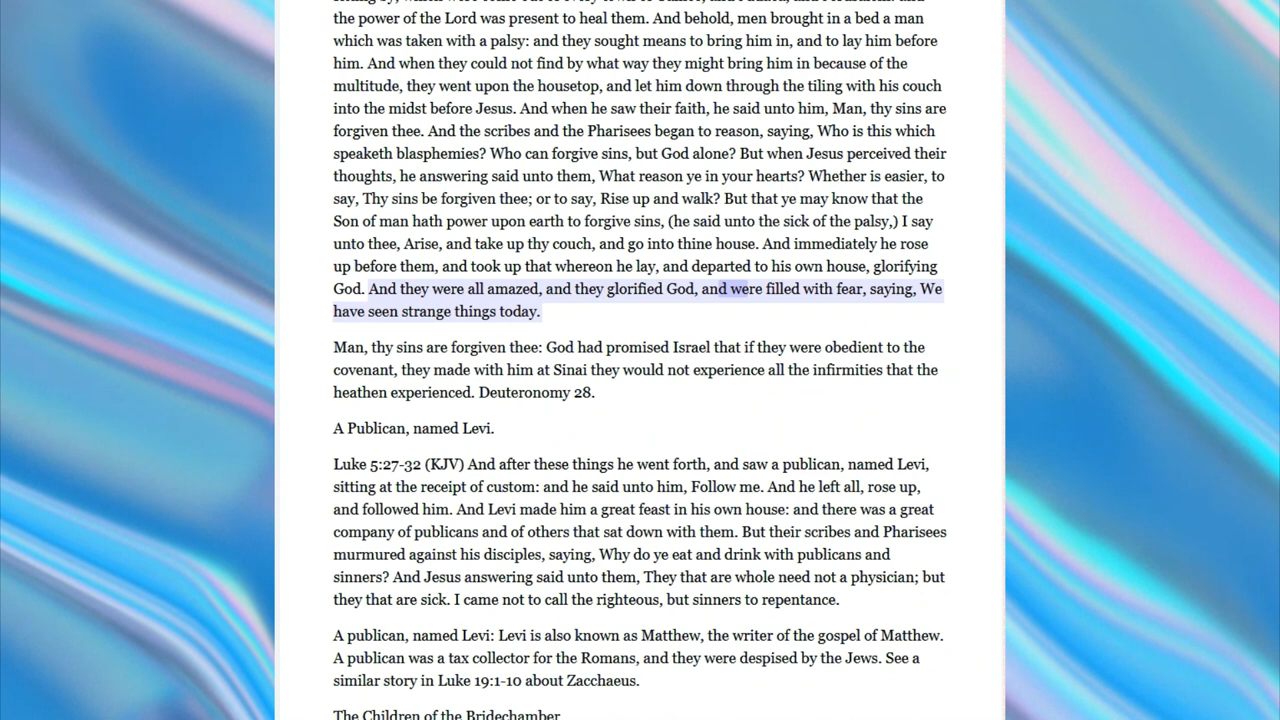 the power of the Lord was present to heal them. And behold, men brought in a bed a man
which was taken with a palsy: and they sought means to bring him in, and to lay him before
him. And when they could not find by what way they might bring him in because of the
multitude, they went upon the housetop, and let him down through the tiling with his couch
into the midst before Jesus. And when he saw their faith, he said unto him, Man, thy sins are
forgiven thee. And the scribes and the Pharisees began to reason, saying, Who is this which
speaketh blasphemies? Who can forgive sins, but God alone? But when Jesus perceived their
thoughts, he answering said unto them, What reason ye in your hearts? Whether is easier, to
say, Thy sins be forgiven thee; or to say, Rise up and walk? But that ye may know that the
Son of man hath power upon earth to forgive sins, (he said unto the sick of the palsy,) I say
unto thee, Arise, and take up thy couch, and go into thine house. And immediately he rose
up before them, and took up that whereon he lay, and departed to his own house, glorifying
God. And they were all amazed, and they glorified God, and were filled with fear, saying, We
have seen strange things today.
Man, thy sins are forgiven thee: God had promised Israel that if they were obedient to the
covenant, they made with him at Sinai they would not experience all the infirmities that the
heathen experienced. Deuteronomy 28.
A Publican, named Levi.
Luke 5:27-32 (KJV) And after these things he went forth, and saw a publican, named Levi,
sitting at the receipt of custom: and he said unto him, Follow me. And he left all, rose up,
and followed him. And Levi made him a great feast in his own house: and there was a great
company of publicans and of others that sat down with them. But their scribes and Pharisees
murmured against his disciples, saying, Why do ye eat and drink with publicans and
sinners? And Jesus answering said unto them, They that are whole need not a physician; but
they that are sick. I came not to call the righteous, but sinners to repentance.
A publican, named Levi: Levi is also known as Matthew, the writer of the gospel of Matthew.
A publican was a tax collector for the Romans, and they were despised by the Jews. See a
similar story in Luke 19:1-10 about Zacchaeus.
The Children of the Bridechamber